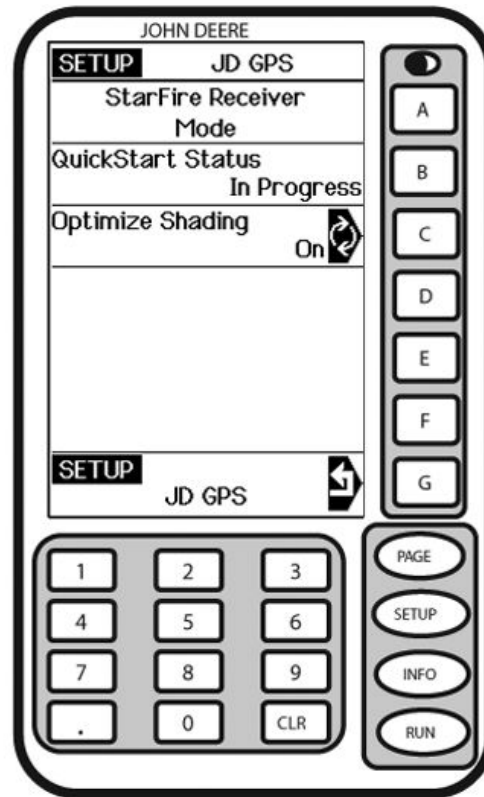 JOHN DEERE
SETUP JD GPS
StarFire Receiver
Mode
QuickStart Status
In Progress
Optimize Shading
On
SETUP
JD GPS
A
B
C
D
E
F
G
1 2 3
4 5 6
7 8 9
. 0 CLR
PAGE
SETUP
INFO
RUN